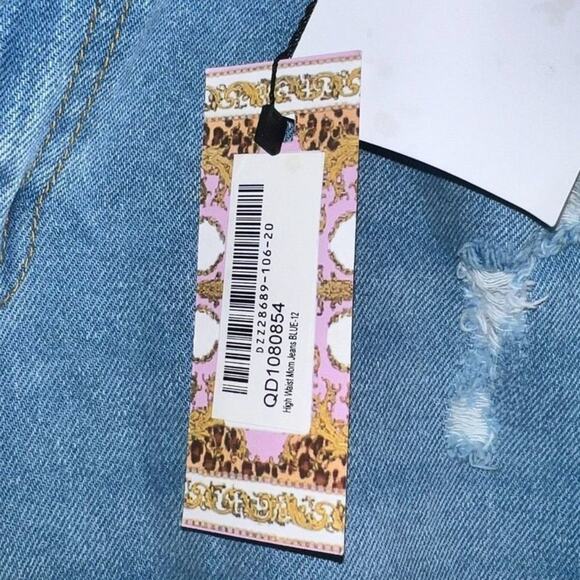 DZZ28689-106-20
QD1080854
High Waist Mom Jeans BLUE-12